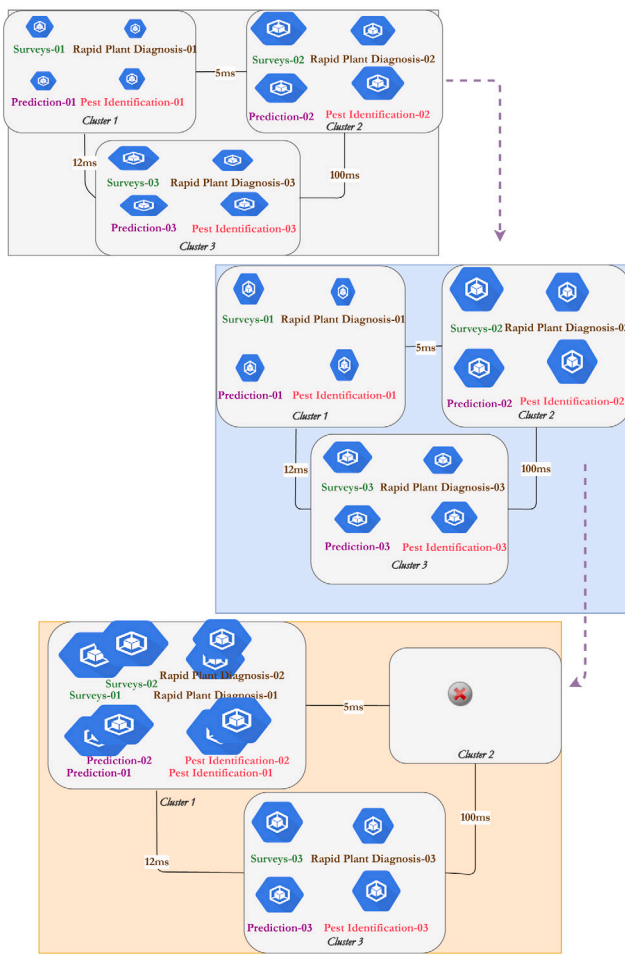 Surveys-01
Rapid Plant Diagnosis-01
Prediction-01
Pest Identification-01
Cluster 1
5ms
Surveys-02
Rapid Plant Diagnosis-02
Prediction-02
Pest Identification-02
Cluster 2
12ms
100ms
Surveys-03
Rapid Plant Diagnosis-03
Prediction-03
Pest Identification-03
Cluster 3
Surveys-01
Rapid Plant Diagnosis-01
Prediction-01
Pest Identification-01
Cluster 1
5ms
Surveys-02
Rapid Plant Diagnosis-02
Prediction-02
Pest Identification-02
Cluster 2
12ms
100ms
Surveys-03
Rapid Plant Diagnosis-03
Prediction-03
Pest Identification-03
Cluster 3
Rapid Plant Diagnosis-02
Surveys-02
Surveys-01
Rapid Plant Diagnosis-01
Prediction-02
Pest Identification-02
Prediction-01
Pest Identification-01
Cluster 1
5ms
Cluster 2
12ms
100ms
Surveys-03
Rapid Plant Diagnosis-03
Prediction-03
Pest Identification-03
Cluster 3